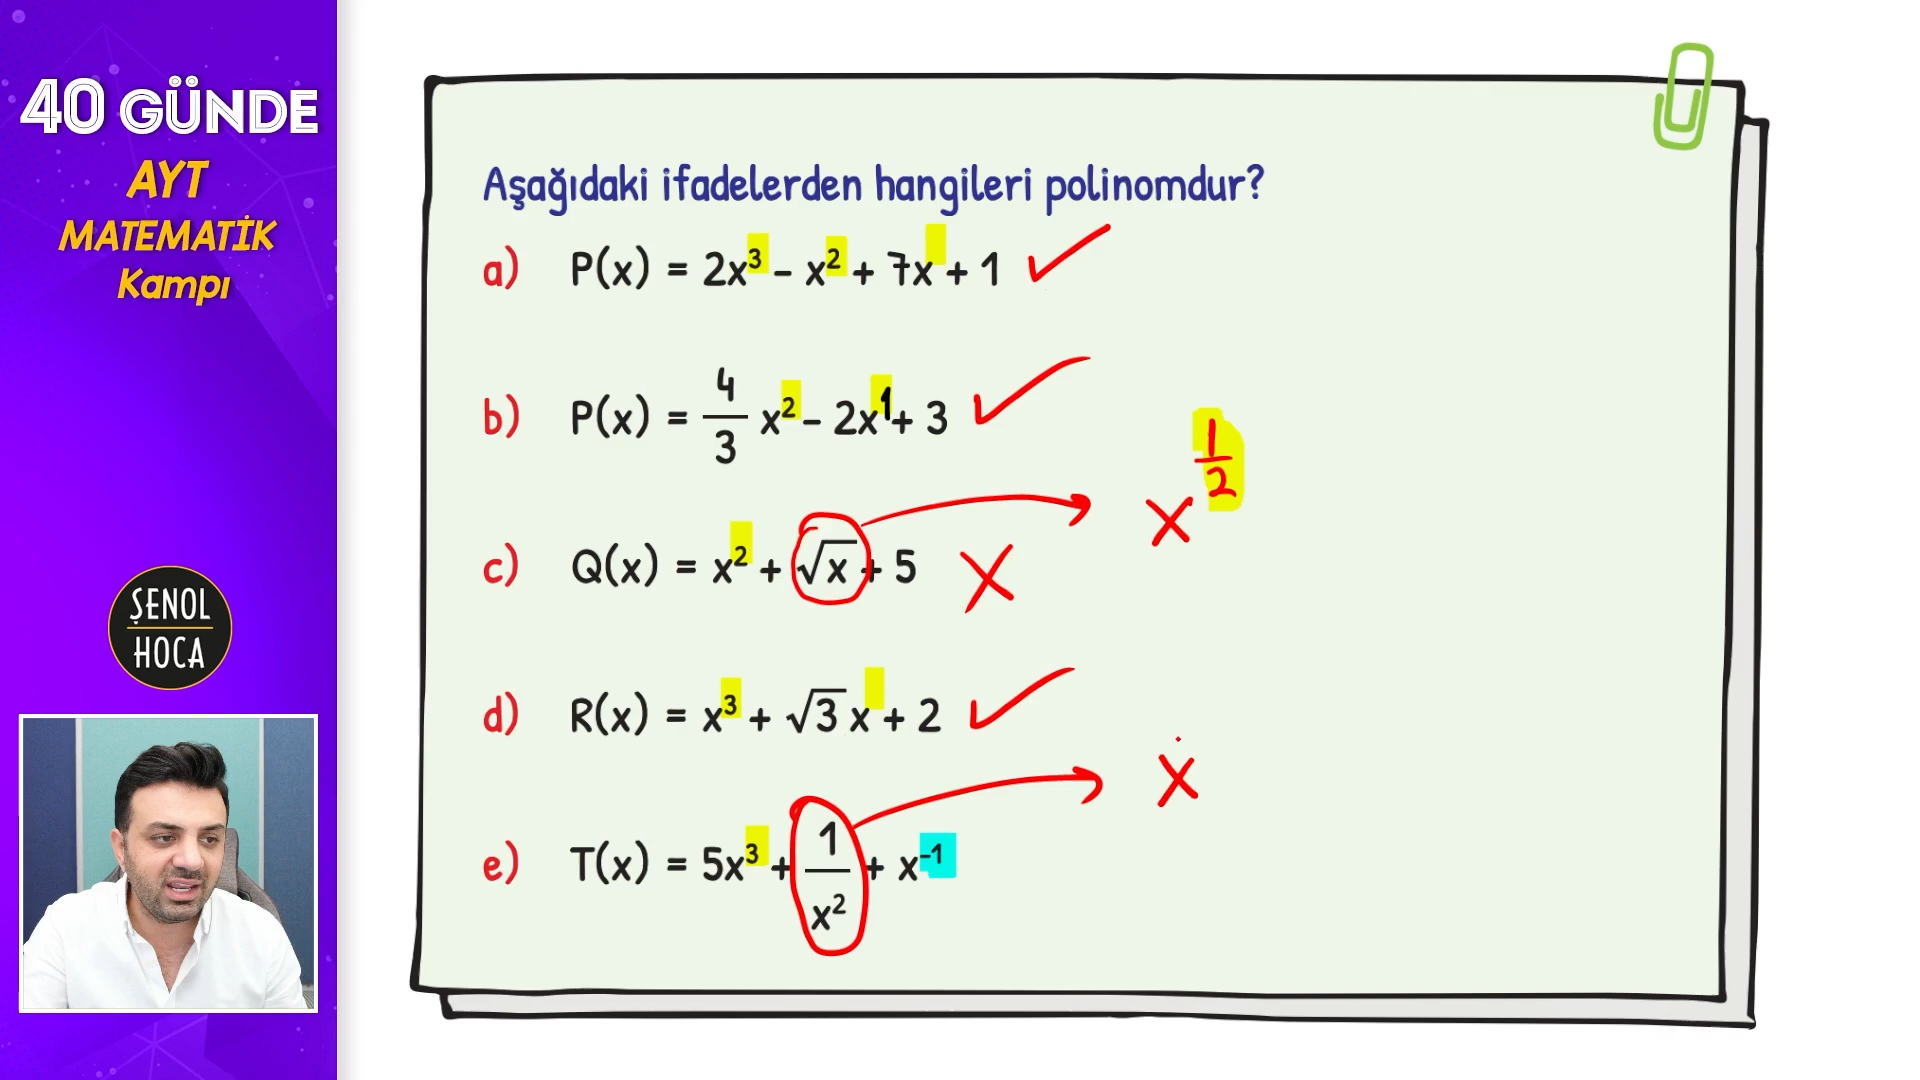 40 GÜNDE
AYT
MATEMATİK
Kampı
ŞENOL
HOCA
Aşağıdaki ifadelerden hangileri polinomdur?
a) P(x) = 2x³ – x² + 7x + 1
b) P(x) = 4/3 x² – 2x¹ + 3
x^(1/2)
c) Q(x) = x² + √x + 5 X
d) R(x) = x³ + √3 x + 2
x
e) T(x) = 5x³ + 1/x² + x⁻¹